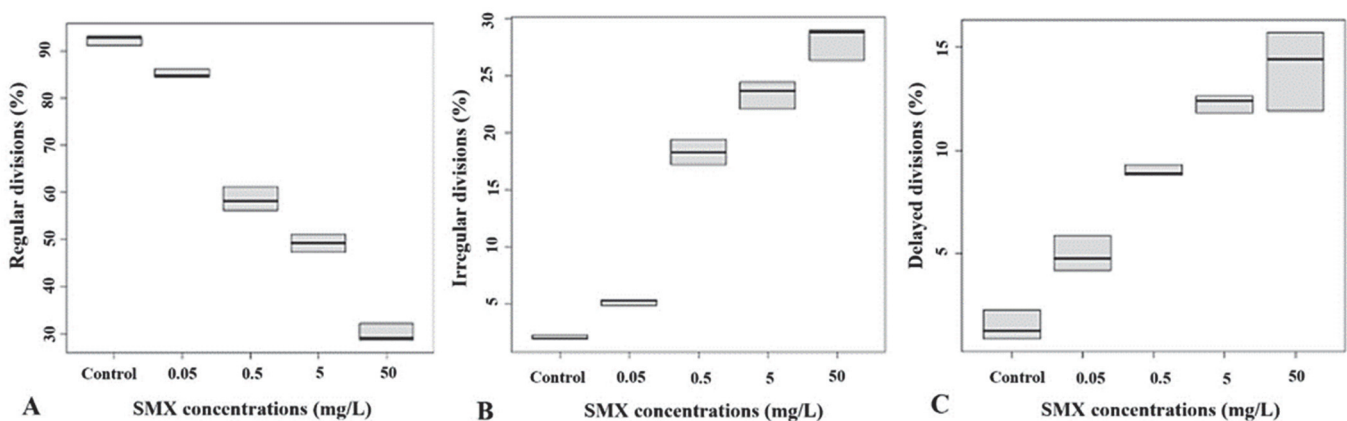 Regular divisions (%)
90
80
70
60
50
40
30
Control 0.05 0.5 5 50
A SMX concentrations (mg/L)
Irregular divisions (%)
30
25
20
15
10
5
Control 0.05 0.5 5 50
B SMX concentrations (mg/L)
Delayed divisions (%)
15
10
5
Control 0.05 0.5 5 50
C SMX concentrations (mg/L)